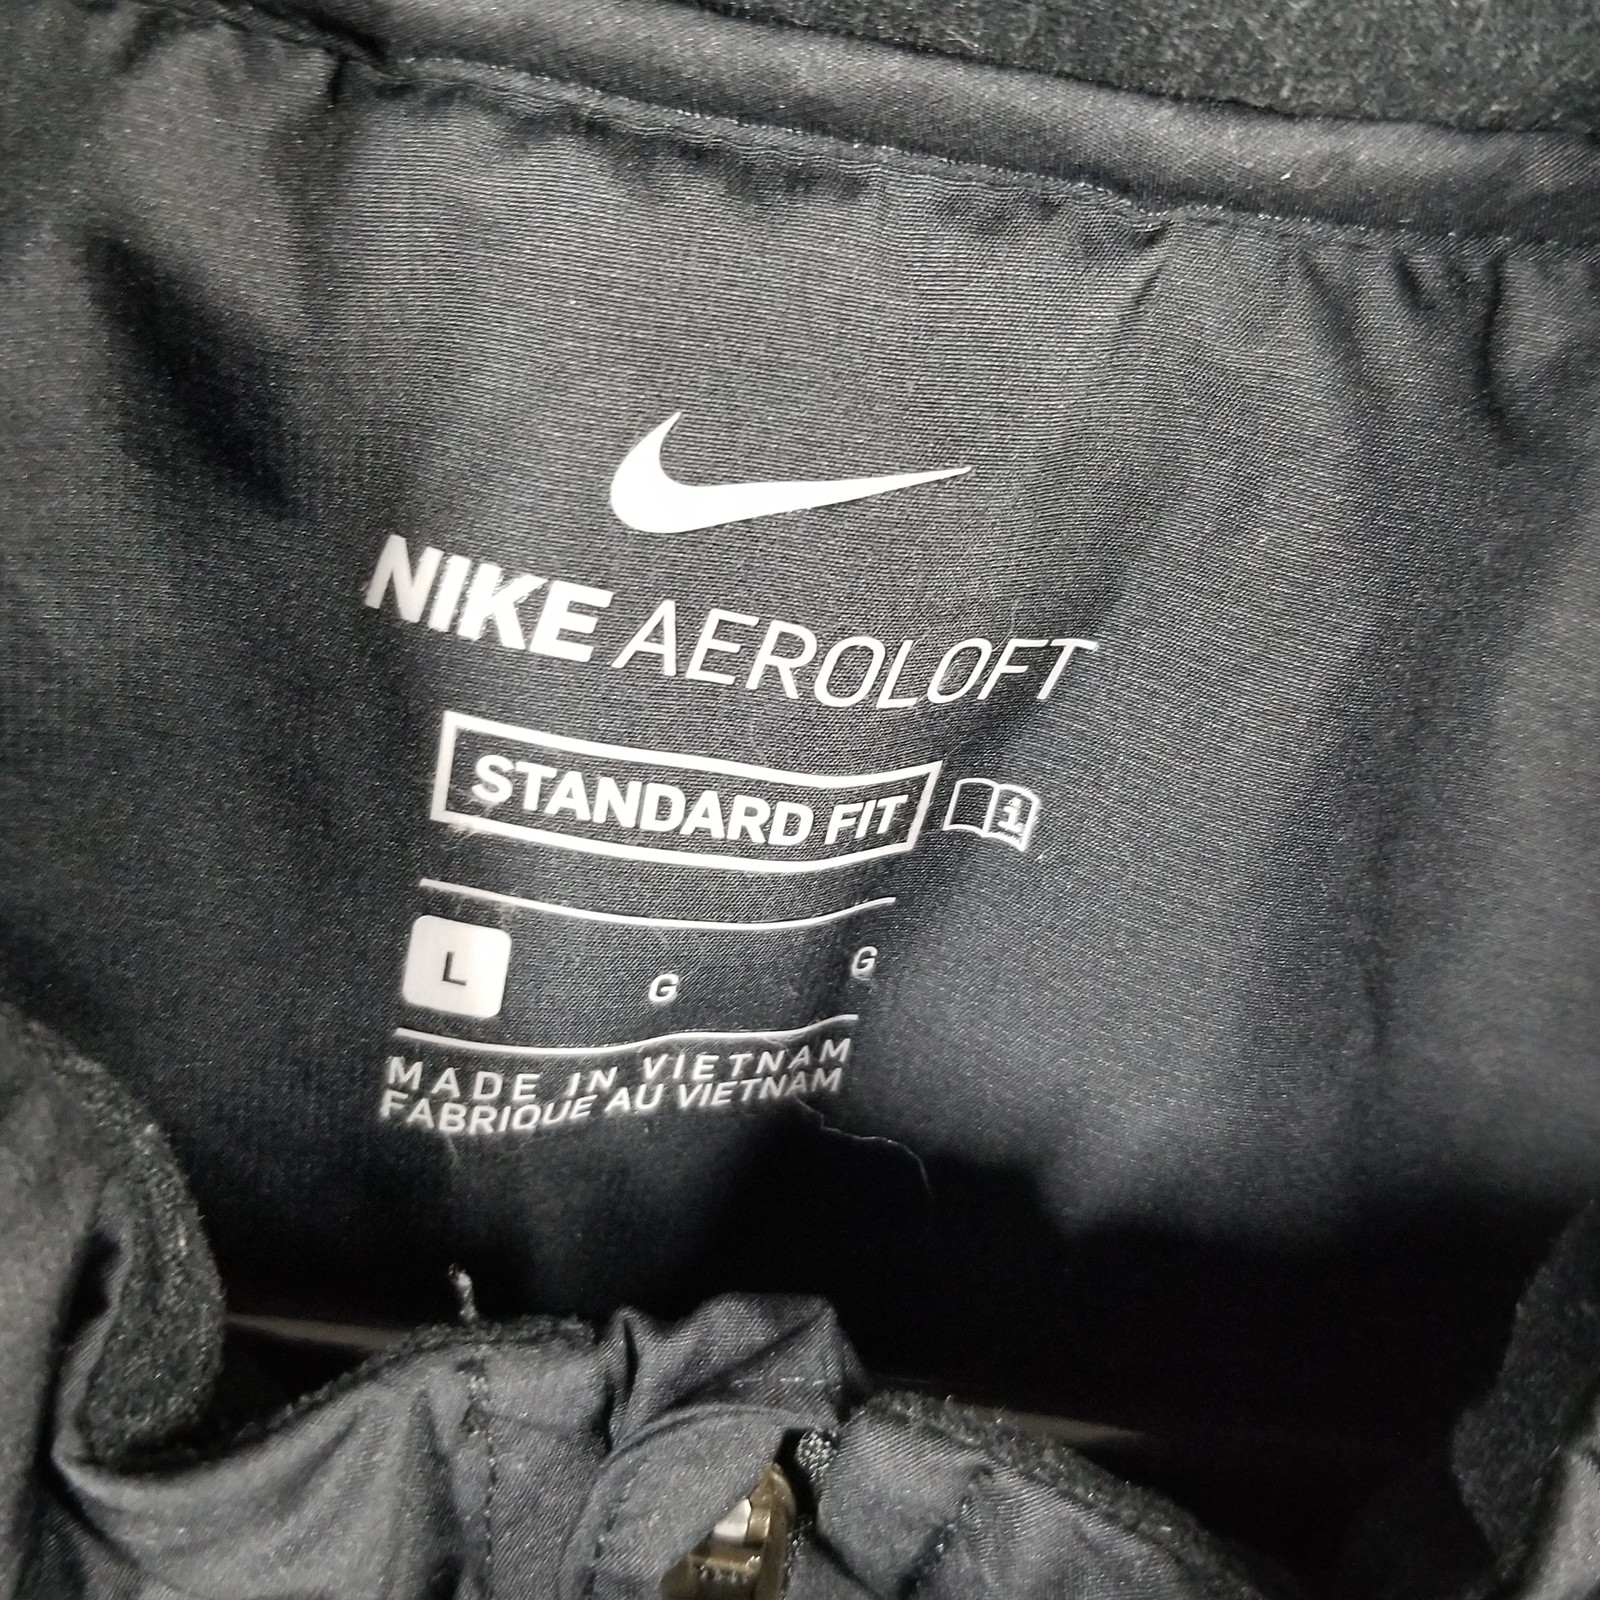 NIKE AEROLOFT
STANDARD FIT i
L G G
MADE IN VIETNAM
FABRIQUE AU VIETNAM